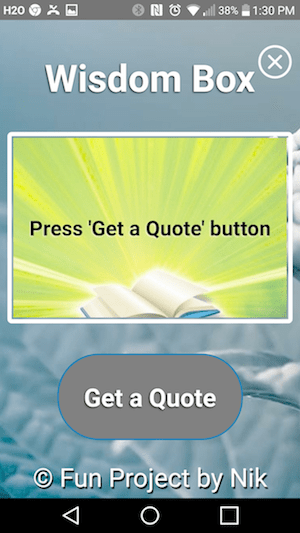 H2O 38% 1:30 PM
Wisdom Box
Press 'Get a Quote' button
Get a Quote
© Fun Project by Nik